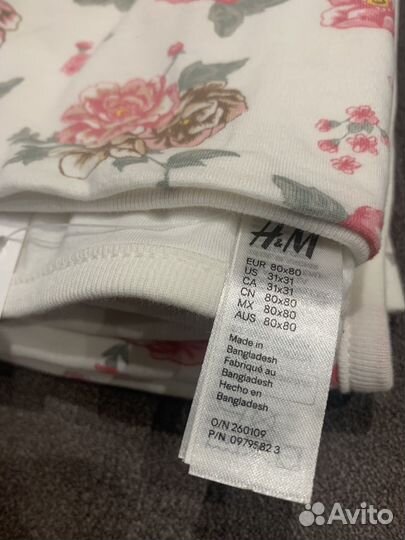 H&M
EUR 80x80
US 31x31
CA 31x31
CN 80x80
MX 80x80
AUS 80x80
Made in
Bangladesh
Fabriqué au
Bangladesh
Hecho en
Bangladesh
O/N 260109
P/N 0979582 3
Avito